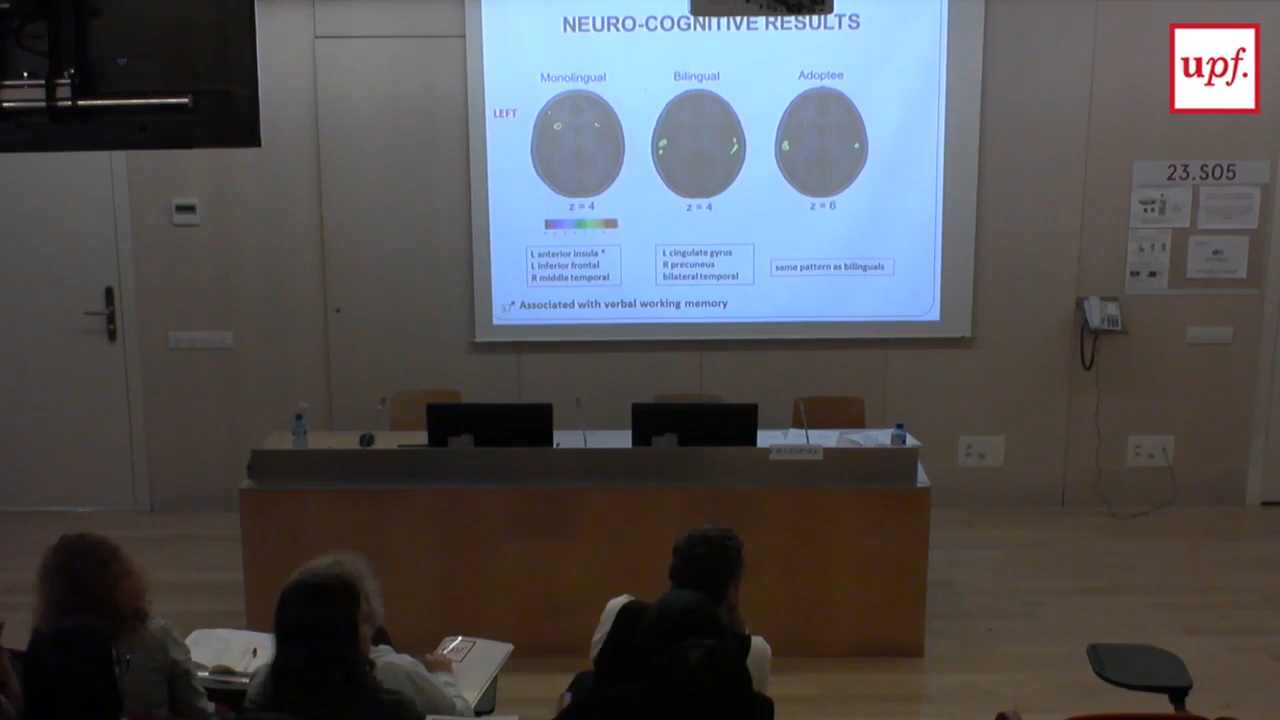 NEURO-COGNITIVE RESULTS
Monolingual
Bilingual
Adoptee
LEFT
z = 4
z = 4
z = 6
L anterior insula *
L inferior frontal
R middle temporal
L cingulate gyrus
R precuneus
bilateral temporal
same pattern as bilinguals
37
* Associated with verbal working memory
upf.
23.S05